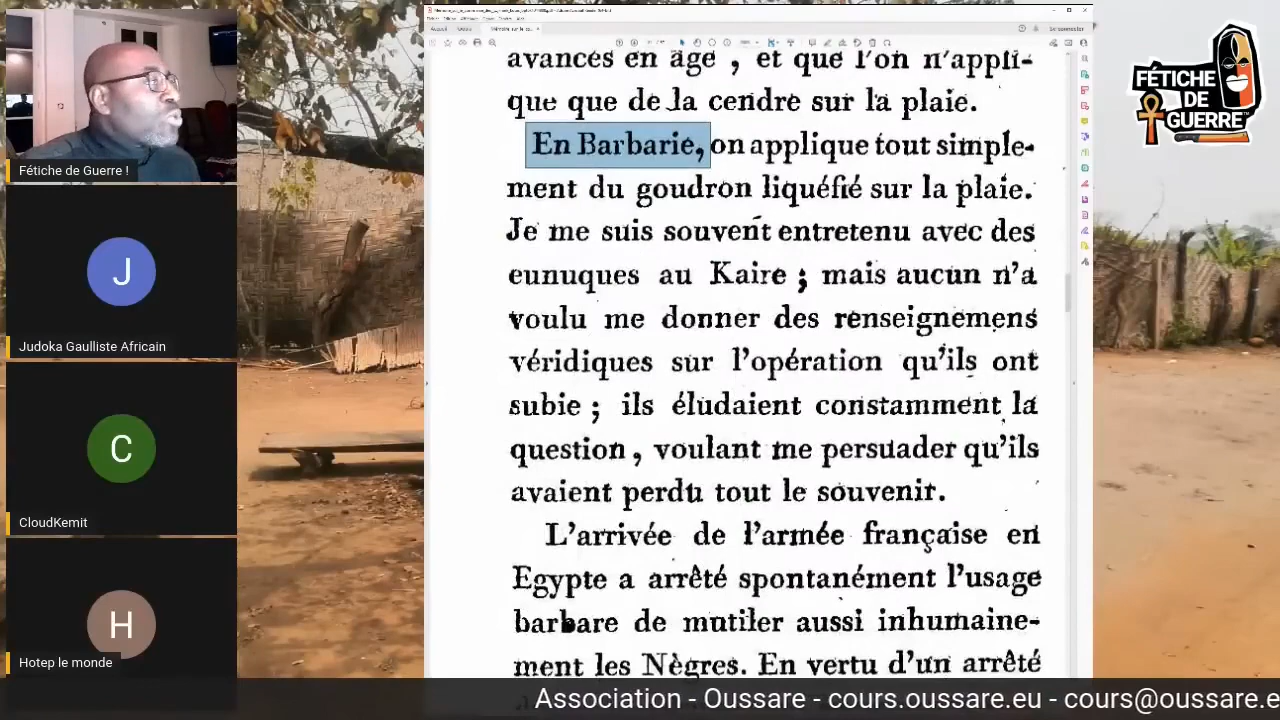 Fétiche de Guerre !
J
Judoka Gaulliste Africain
C
CloudKemit
H
Hotep le monde
avancés en âge , et que l'on n'appli-
que que de la cendre sur la plaie.
En Barbarie, on applique tout simple-
ment du goudron liquéfié sur la plaie.
Je me suis souvent entretenu avec des
eunuques au Kaire ; mais aucun n'a
voulu me donner des renseignemens
véridiques sur l'opération qu'ils ont
subie ; ils éludaient constamment la
question , voulant me persuader qu'ils
avaient perdu tout le souvenir.
L'arrivée de l'armée française en
Egypte a arrêté spontanément l'usage
barbare de mutiler aussi inhumaine-
ment les Nègres. En vertu d'un arrêté
FÉTICHE
DE
GUERRE
Association - Oussare - cours.oussare.eu - cours@oussare.e